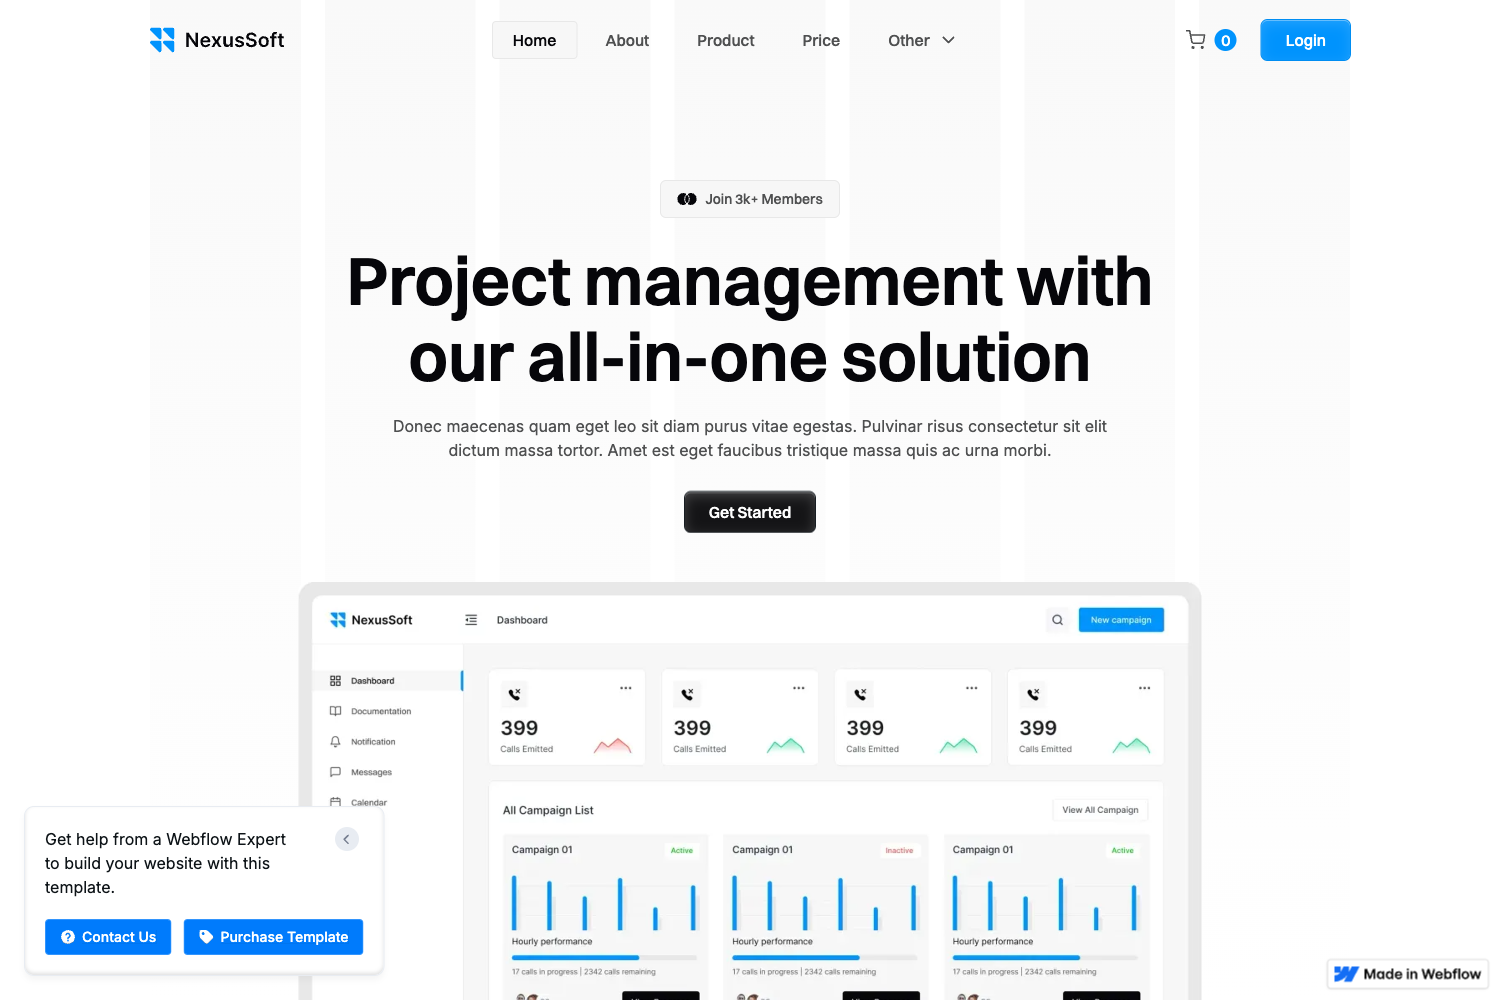 NexusSoft
Home
About
Product
Price
Other
0
Login
Join 3k+ Members
Project management with
our all-in-one solution
Donec maecenas quam eget leo sit diam purus vitae egestas. Pulvinar risus consectetur sit elit
dictum massa tortor. Amet est eget faucibus tristique massa quis ac urna morbi.
Get Started
NexusSoft
Dashboard
New campaign
Dashboard
Documentation
Notification
Messages
Calendar
399
Calls Emitted
399
Calls Emitted
399
Calls Emitted
399
Calls Emitted
All Campaign List
View All Campaign
Campaign 01
Active
Hourly performance
17 calls in progress | 2342 calls remaining
Campaign 01
Inactive
Hourly performance
17 calls in progress | 2342 calls remaining
Campaign 01
Active
Hourly performance
17 calls in progress | 2342 calls remaining
Get help from a Webflow Expert
to build your website with this
template.
Contact Us
Purchase Template
Made in Webflow